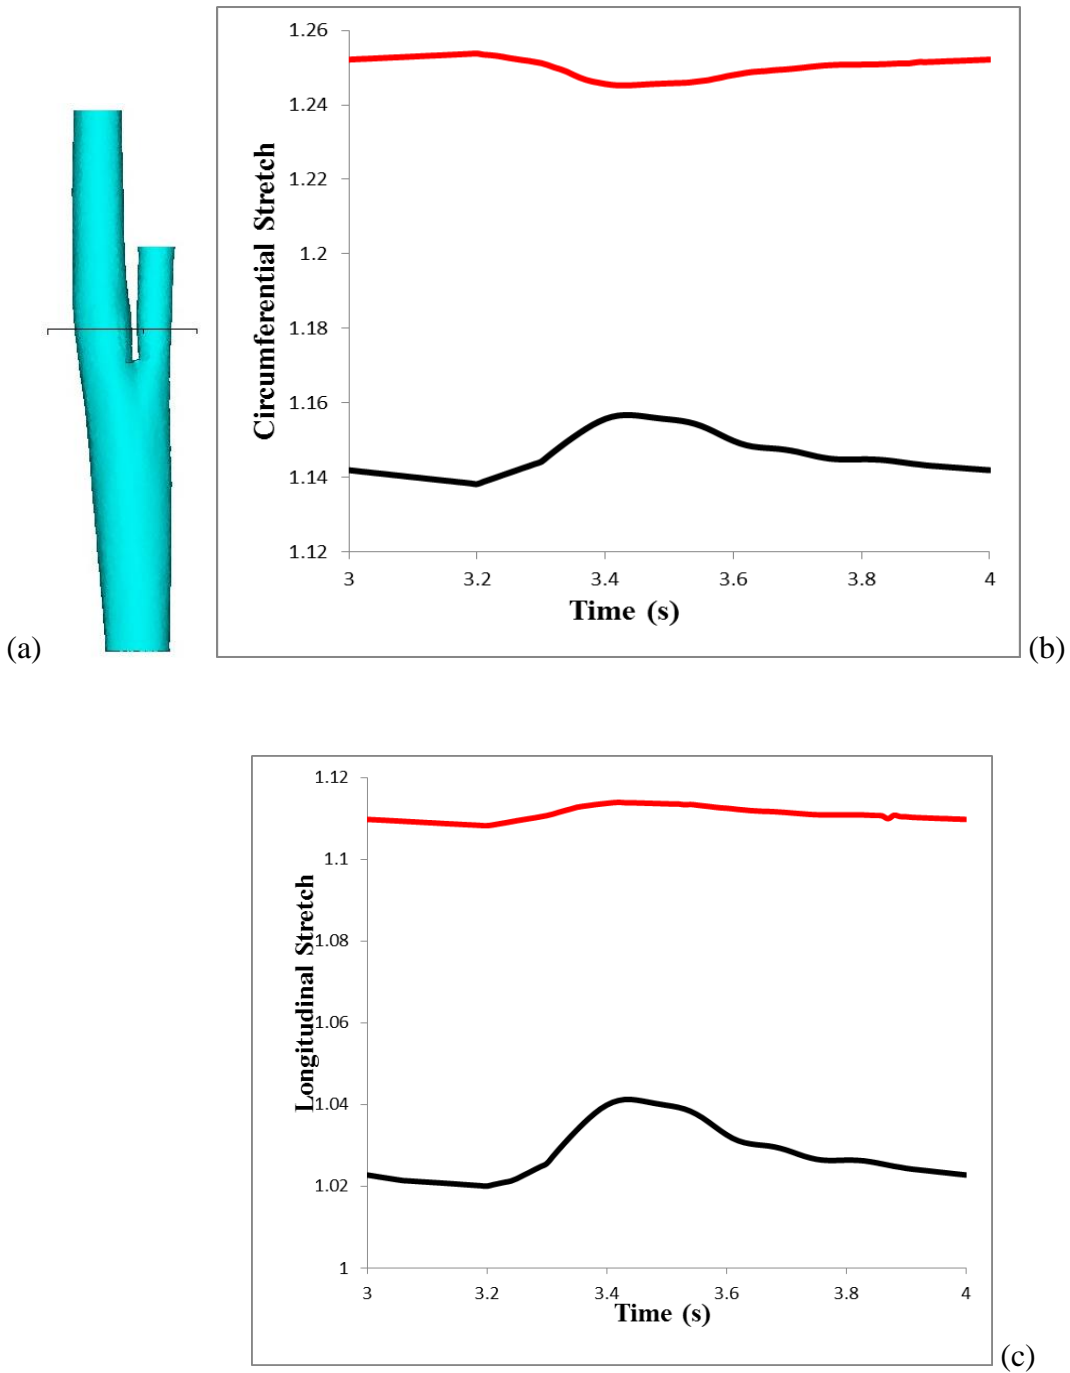 1.26
1.24
1.22
1.2
1.18
1.16
1.14
1.12
Circumferential Stretch
3 3.2 3.4 3.6 3.8 4
Time (s)
(a)
(b)
1.12
1.1
1.08
1.06
1.04
1.02
1
Longitudinal Stretch
3 3.2 3.4 3.6 3.8 4
Time (s)
(c)